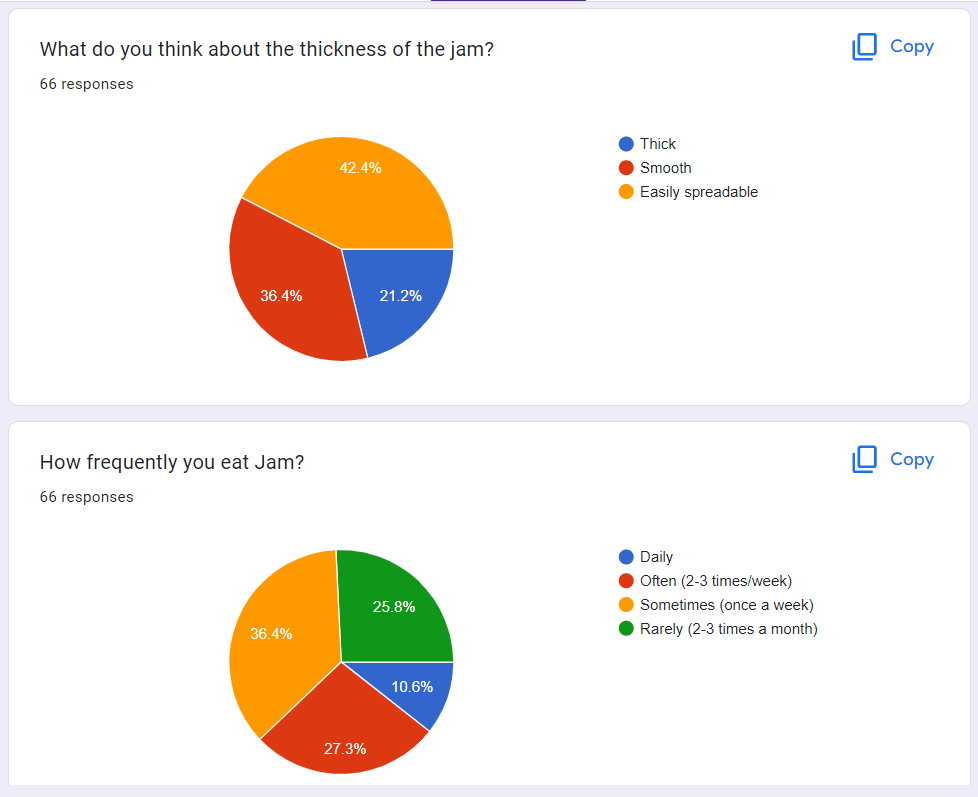 What do you think about the thickness of the jam?
Copy
66 responses
42.4%
36.4%
21.2%
Thick
Smooth
Easily spreadable
How frequently you eat Jam?
Copy
66 responses
25.8%
36.4%
10.6%
27.3%
Daily
Often (2-3 times/week)
Sometimes (once a week)
Rarely (2-3 times a month)